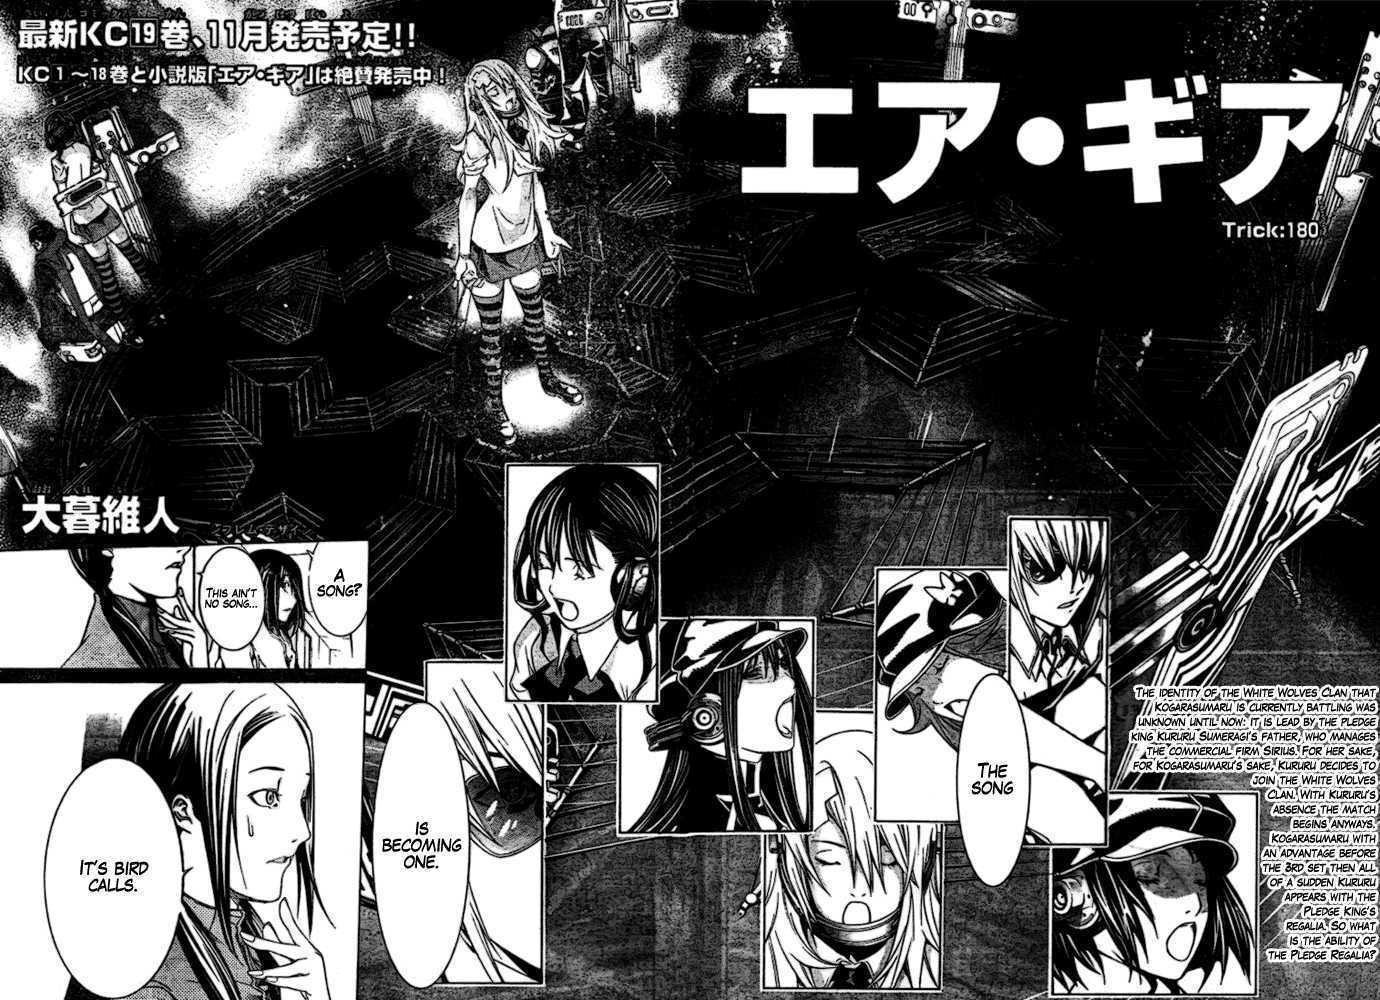 エア・ギア
Trick:180
最新KC19巻、11月発売予定!!
KC1~18巻と小説版「エア・ギア」は絶賛発売中!
大暮維人
THE IDENTITY OF THE WHITE WOLVES CLAN THAT
KOGARASUMARU IS CURRENTLY BATTLING WAS
UNKNOWN UNTIL NOW: IT IS LEAD BY THE PLEDGE
KING KURURU SUMERAGI'S FATHER, WHO MANAGES
THE COMMERCIAL FIRM SIRIUS. FOR HER SAKE,
FOR KOGARASUMARU'S SAKE, KURURU DECIDES TO
JOIN THE WHITE WOLVES
CLAN. WITH KURURU'S
ABSENCE THE MATCH
BEGINS ANYWAYS.
KOGARASUMARU WITH
AN ADVANTAGE BEFORE
THE 3RD SET THEN ALL
OF A SUDDEN KURURU
APPEARS WITH THE
PLEDGE KING'S
REGALIA. SO WHAT
IS THE ABILITY OF
THE PLEDGE REGALIA?
THE
SONG
IS
BECOMING
ONE.
A
SONG?
THIS AIN'T
NO SONG...
IT'S BIRD
CALLS.